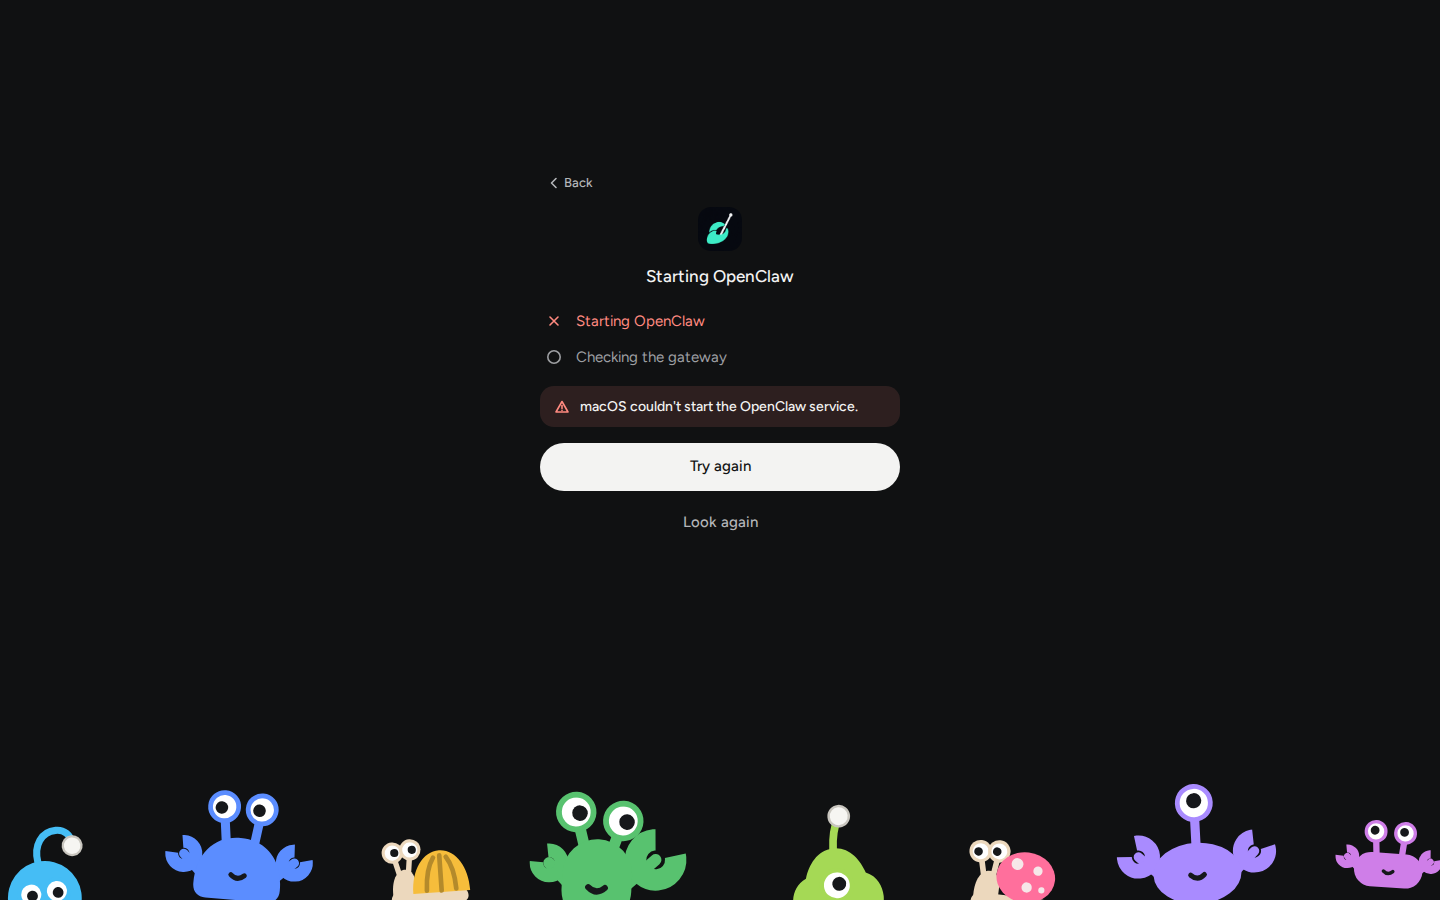 Back
Starting OpenClaw
Starting OpenClaw
Checking the gateway
macOS couldn't start the OpenClaw service.
Try again
Look again